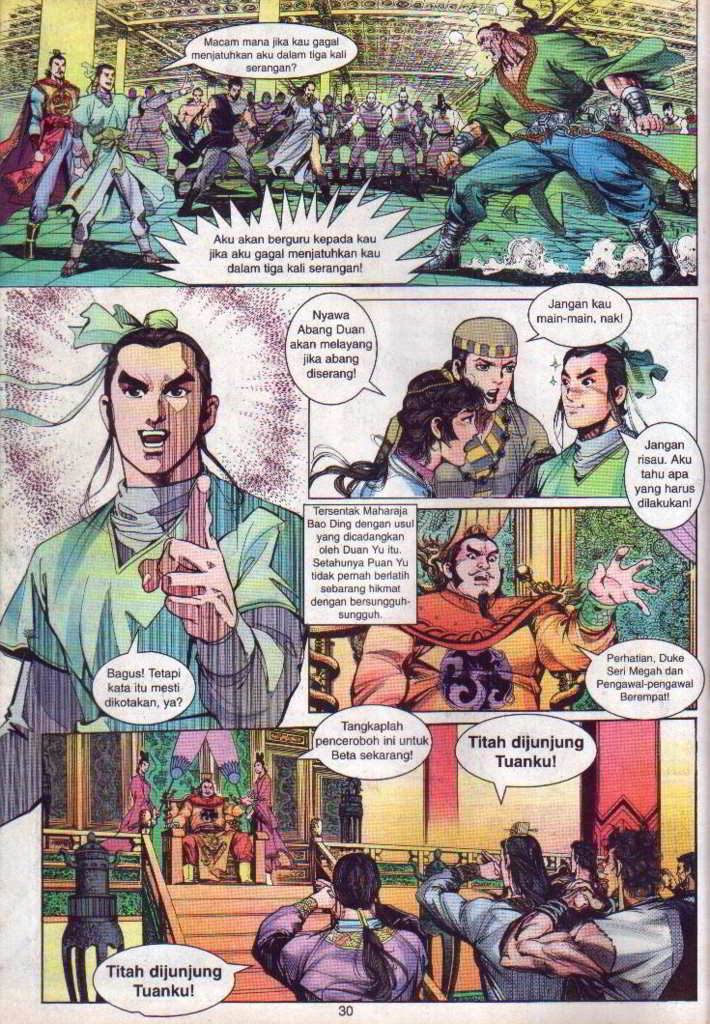 Macam mana jika kau gagal
menjatuhkan aku dalam tiga kali
serangan?
Aku akan berguru kepada kau
jika aku gagal menjatuhkan kau
dalam tiga kali serangan!
Bagus! Tetapi
kata itu mesti
dikotakan, ya?
Nyawa
Abang Duan
akan melayang
jika abang
diserang!
Jangan kau
main-main, nak!
Jangan
risau. Aku
tahu apa
yang harus
dilakukan!
Tersentak Maharaja
Bao Ding dengan usul
yang dicadangkan
oleh Duan Yu itu.
Setahunya Puan Yu
tidak pernah berlatih
sebarang hikmat
dengan bersungguh-
sungguh.
Perhatian, Duke
Seri Megah dan
Pengawal-pengawal
Berempat!
Tangkaplah
penceroboh ini untuk
Beta sekarang!
Titah dijunjung
Tuanku!
Titah dijunjung
Tuanku!
30